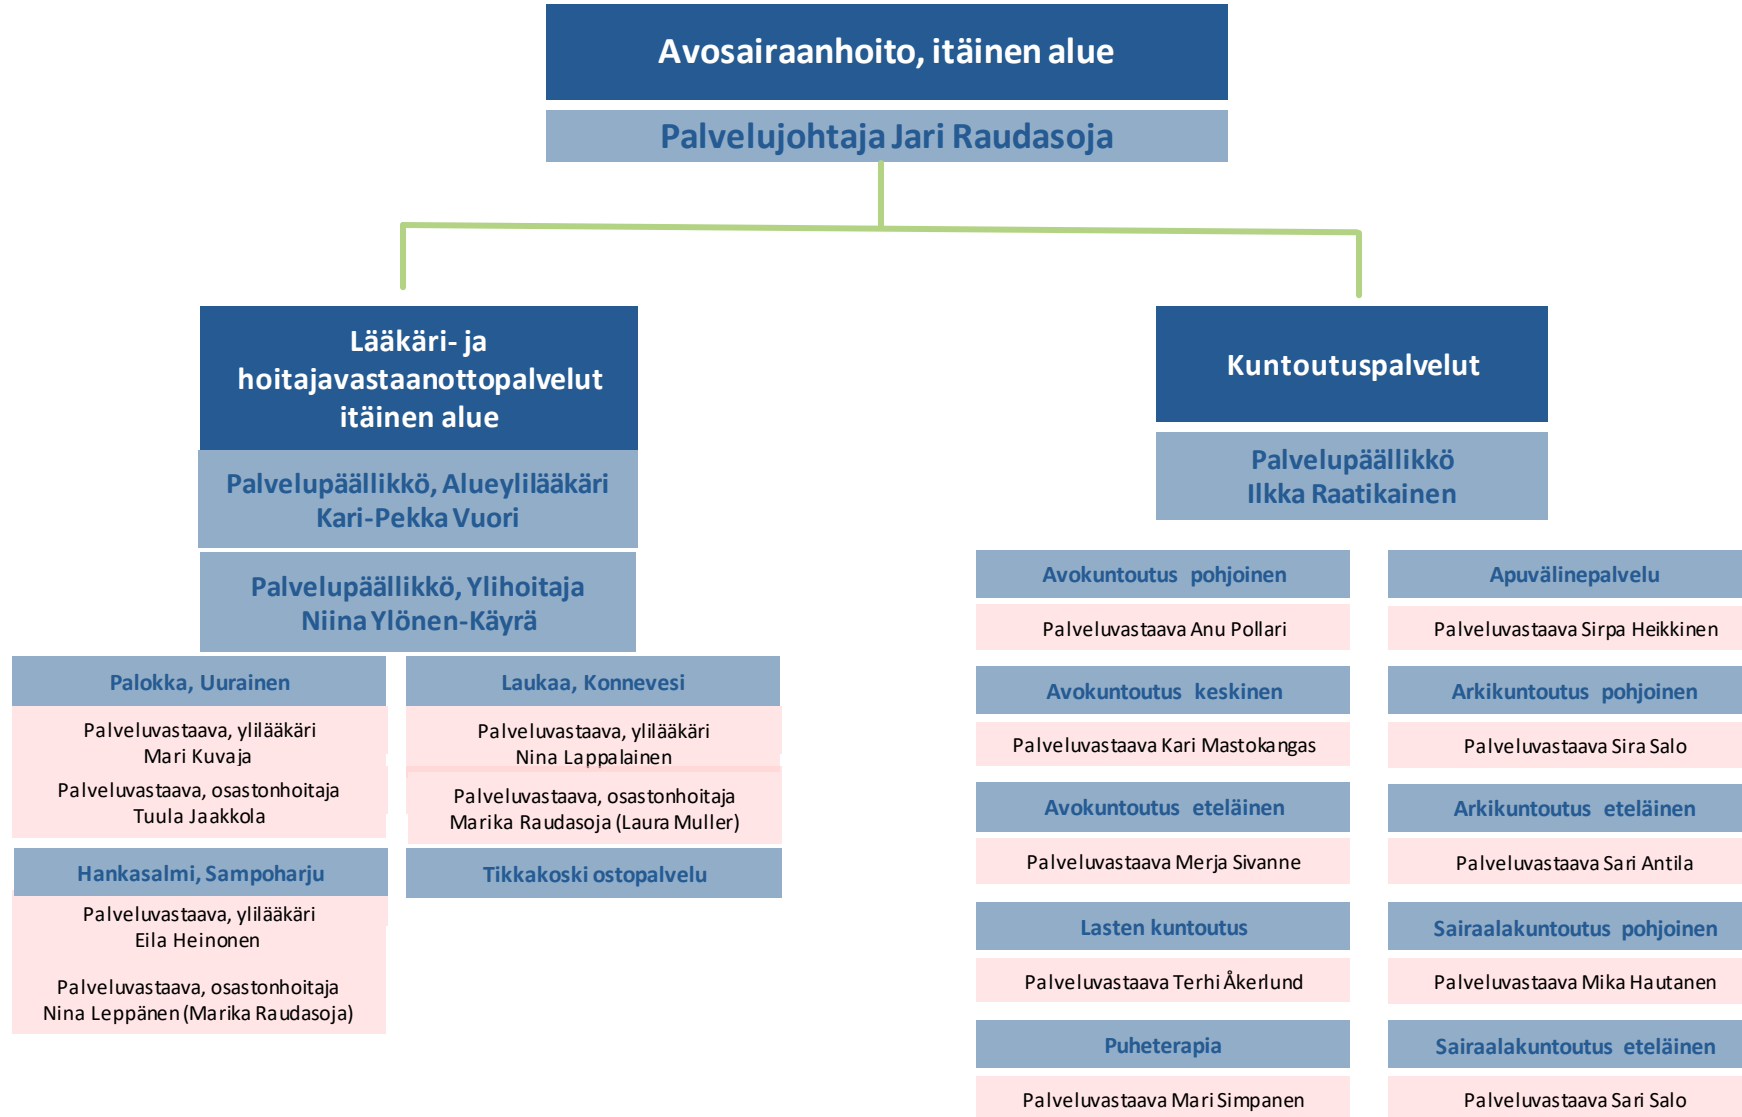 Avosairaanhoito, itäinen alue
Palvelujohtaja Jari Raudasoja
Lääkäri- ja
hoitajavastaanottopalvelut
itäinen alue
Palvelupäällikkö, Alueylilääkäri
Kari-Pekka Vuori
Palvelupäällikkö, Ylihoitaja
Niina Ylönen-Käyrä
Palokka, Uurainen
Palveluvastaava, ylilääkäri
Mari Kuvaja
Palveluvastaava, osastonhoitaja
Tuula Jaakkola
Hankasalmi, Sampoharju
Palveluvastaava, ylilääkäri
Eila Heinonen
Palveluvastaava, osastonhoitaja
Nina Leppänen (Marika Raudasoja)
Laukaa, Konnevesi
Palveluvastaava, ylilääkäri
Nina Lappalainen
Palveluvastaava, osastonhoitaja
Marika Raudasoja (Laura Muller)
Tikkakoski ostopalvelu
Kuntoutuspalvelut
Palvelupäällikkö
Ilkka Raatikainen
Avokuntoutus pohjoinen
Palveluvastaava Anu Pollari
Avokuntoutus keskinen
Palveluvastaava Kari Mastokangas
Avokuntoutus eteläinen
Palveluvastaava Merja Sivanne
Lasten kuntoutus
Palveluvastaava Terhi Åkerlund
Puheterapia
Palveluvastaava Mari Simpanen
Apuvälinepalvelu
Palveluvastaava Sirpa Heikkinen
Arkikuntoutus pohjoinen
Palveluvastaava Sira Salo
Arkikuntoutus eteläinen
Palveluvastaava Sari Antila
Sairaalakuntoutus pohjoinen
Palveluvastaava Mika Hautanen
Sairaalakuntoutus eteläinen
Palveluvastaava Sari Salo